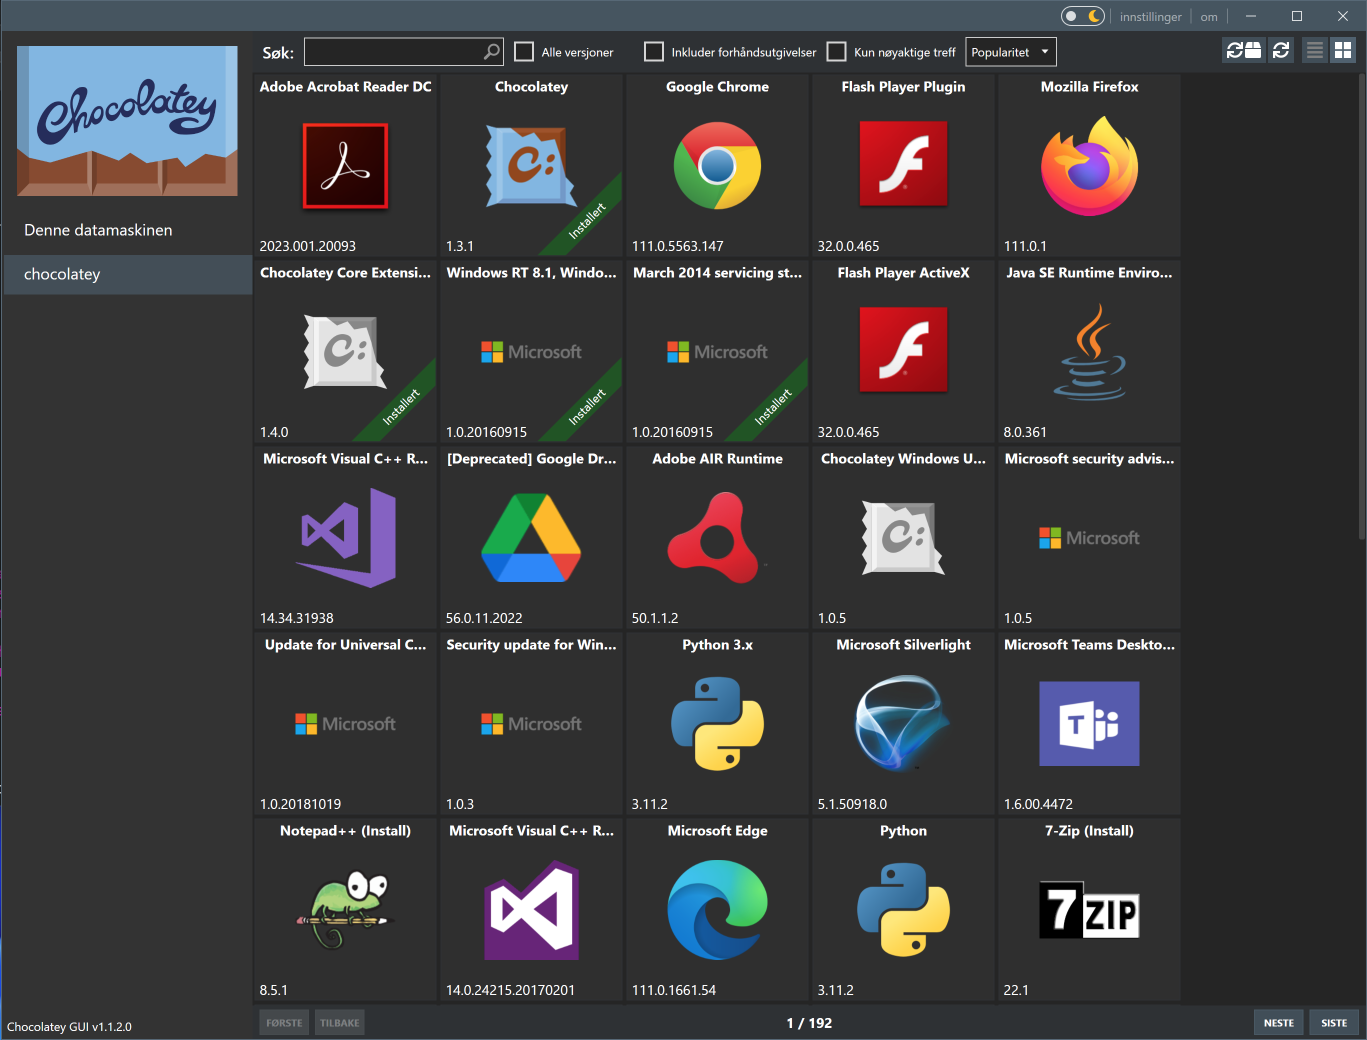 innstillinger
om
Chocolatey
Søk:
Alle versjoner
Inkluder forhåndsutgivelser
Kun nøyaktige treff
Popularitet
Denne datamaskinen
chocolatey
Adobe Acrobat Reader DC
2023.001.20093
Chocolatey
C:
Installert
1.3.1
Google Chrome
111.0.5563.147
Flash Player Plugin
32.0.0.465
Mozilla Firefox
111.0.1
Chocolatey Core Extensi...
C:
Installert
1.4.0
Windows RT 8.1, Windo...
Microsoft
Installert
1.0.20160915
March 2014 servicing st...
Microsoft
Installert
1.0.20160915
Flash Player ActiveX
32.0.0.465
Java SE Runtime Enviro...
8.0.361
Microsoft Visual C++ R...
14.34.31938
[Deprecated] Google Dr...
56.0.11.2022
Adobe AIR Runtime
50.1.1.2
Chocolatey Windows U...
C:
1.0.5
Microsoft security advis...
Microsoft
1.0.5
Update for Universal C...
Microsoft
1.0.20181019
Security update for Win...
Microsoft
1.0.3
Python 3.x
3.11.2
Microsoft Silverlight
5.1.50918.0
Microsoft Teams Deskto...
T
1.6.00.4472
Notepad++ (Install)
8.5.1
Microsoft Visual C++ R...
14.0.24215.20170201
Microsoft Edge
111.0.1661.54
Python
3.11.2
7-Zip (Install)
7ZIP
22.1
Chocolatey GUI v1.1.2.0
FØRSTE
TILBAKE
1 / 192
NESTE
SISTE